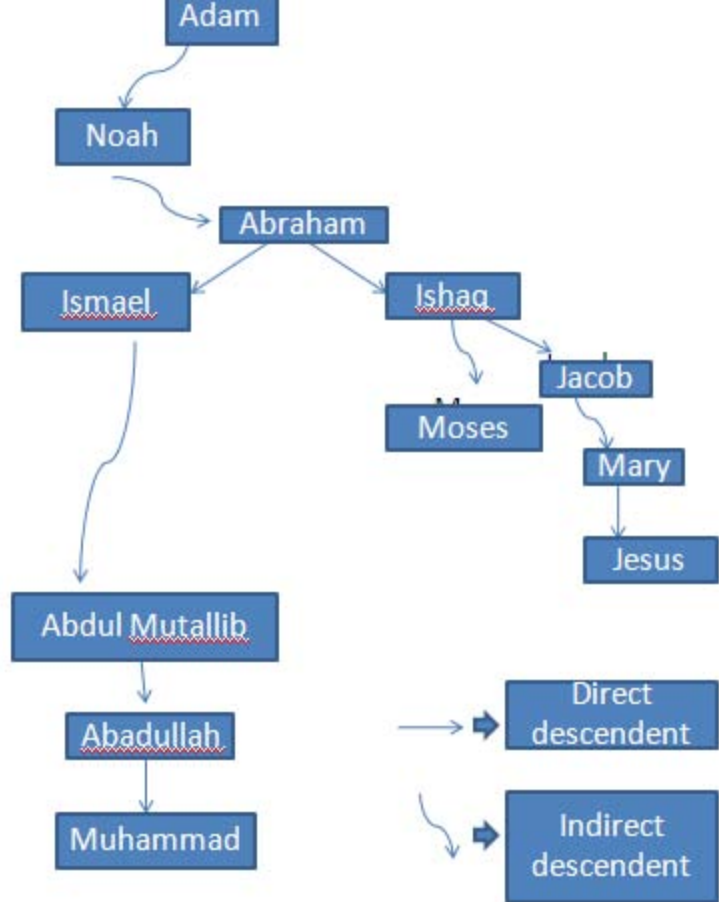 Adam
Noah
Abraham
Ismael
Ishaq
Jacob
Moses
Mary
Jesus
Abdul Mutallib
Abadullah
Muhammad
Direct
descendent
Indirect
descendent